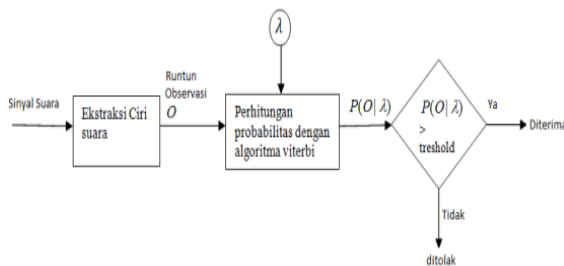 λ
Sinyal Suara
Ekstraksi Ciri
suara
Runtun
Observasi
O
Perhitungan
probabilitas dengan
algoritma viterbi
P(O| λ)
P(O| λ)
>
treshold
Ya
Diterima
Tidak
ditolak